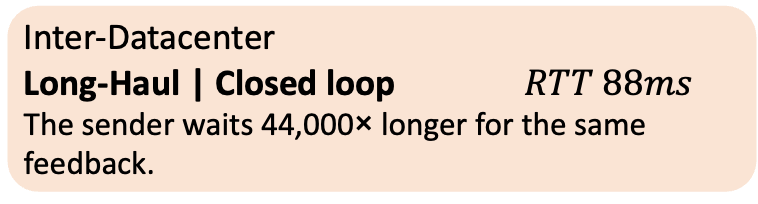 Inter-Datacenter
Long-Haul | Closed loop RTT 88ms
The sender waits 44,000× longer for the same
feedback.